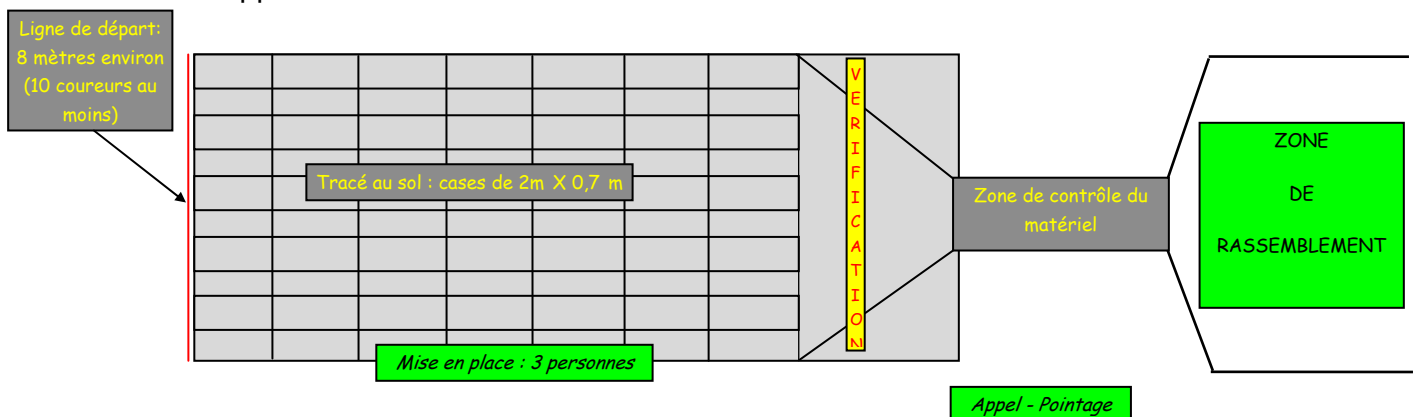 Ligne de départ:
8 mètres environ
(10 coureurs au
moins)
VERIFICATION
Tracé au sol : cases de 2m X 0,7 m
Zone de contrôle du
matériel
ZONE
DE
RASSEMBLEMENT
Mise en place : 3 personnes
Appel - Pointage